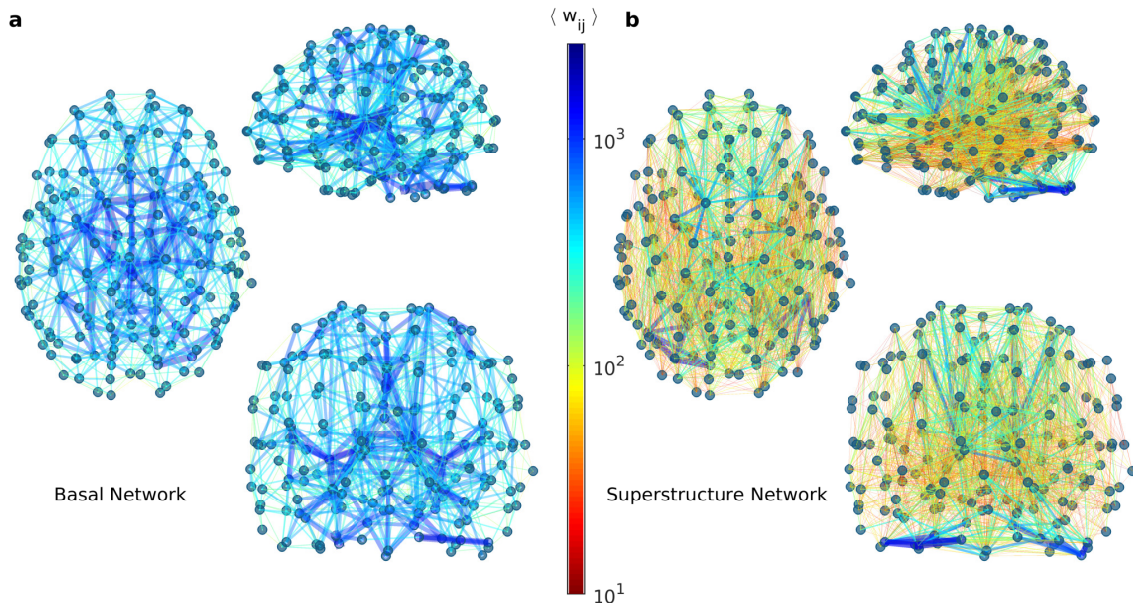 a
⟨ w_ij ⟩
b
10^3
10^2
10^1
Basal Network
Superstructure Network